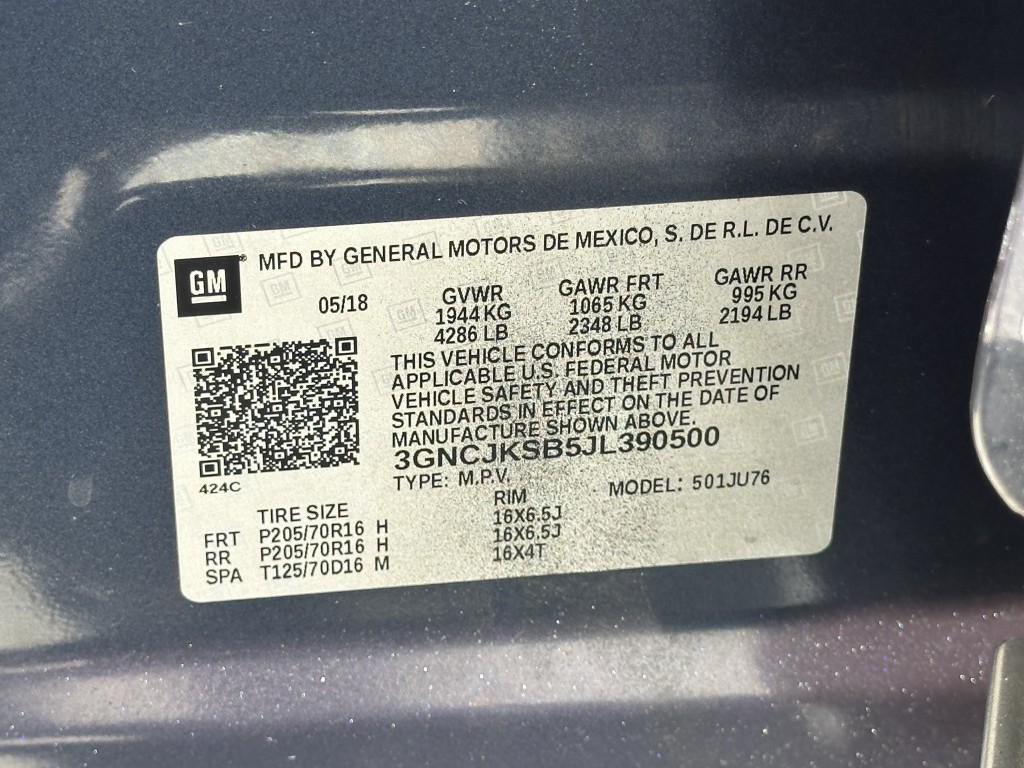 GM
MFD BY GENERAL MOTORS DE MEXICO, S. DE R.L. DE C.V.
05/18 GVWR GAWR FRT GAWR RR
1944 KG 1065 KG 995 KG
4286 LB 2348 LB 2194 LB
THIS VEHICLE CONFORMS TO ALL
APPLICABLE U.S. FEDERAL MOTOR
VEHICLE SAFETY AND THEFT PREVENTION
STANDARDS IN EFFECT ON THE DATE OF
MANUFACTURE SHOWN ABOVE.
3GNCJKSB5JL390500
424C
TYPE: M.P.V. MODEL: 501JU76
TIRE SIZE RIM
FRT P205/70R16 H 16X6.5J
RR P205/70R16 H 16X6.5J
SPA T125/70D16 M 16X4T